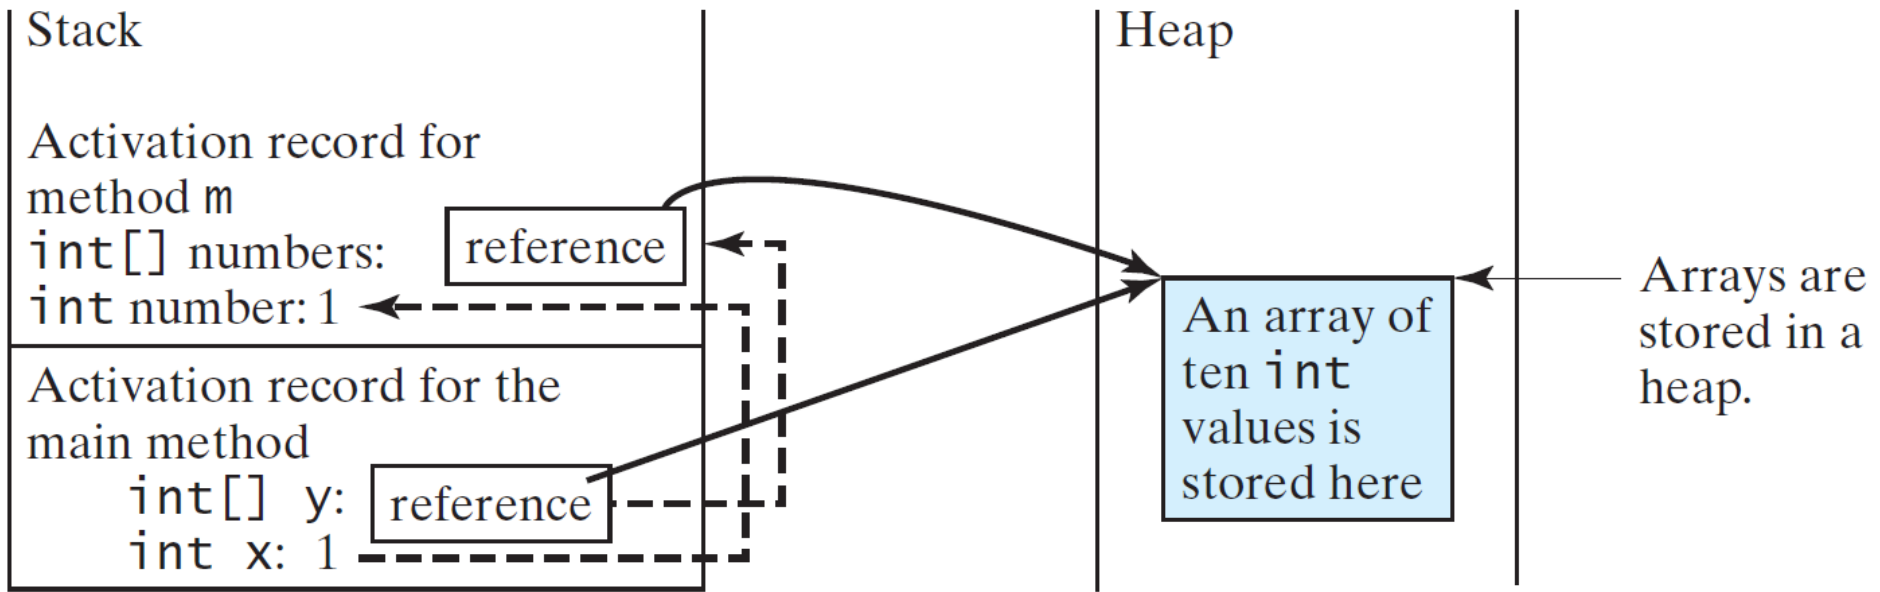 Stack
Activation record for
method m
int[] numbers:
reference
int number: 1
Activation record for the
main method
int[] y:
reference
int x: 1
Heap
An array of
ten int
values is
stored here
Arrays are
stored in a
heap.